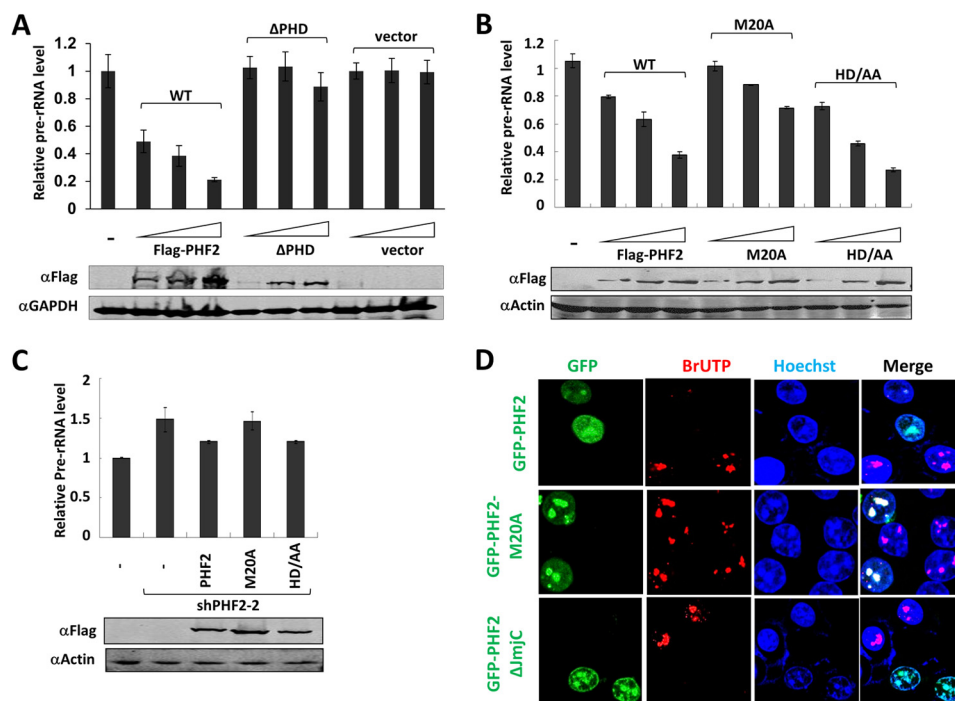 A
Relative pre-rRNA level
1.2
1
0.8
0.6
0.4
0.2
0
WT
ΔPHD
vector
-
Flag-PHF2
ΔPHD
vector
αFlag
αGAPDH
B
Relative pre-rRNA level
1.2
1
0.8
0.6
0.4
0.2
0
WT
M20A
HD/AA
-
Flag-PHF2
M20A
HD/AA
αFlag
αActin
C
Relative Pre-rRNA level
2
1.5
1
0.5
0
-
-
PHF2
M20A
HD/AA
shPHF2-2
αFlag
αActin
D
GFP
BrUTP
Hoechst
Merge
GFP-PHF2
GFP-PHF2-
M20A
GFP-PHF2
ΔJmjC